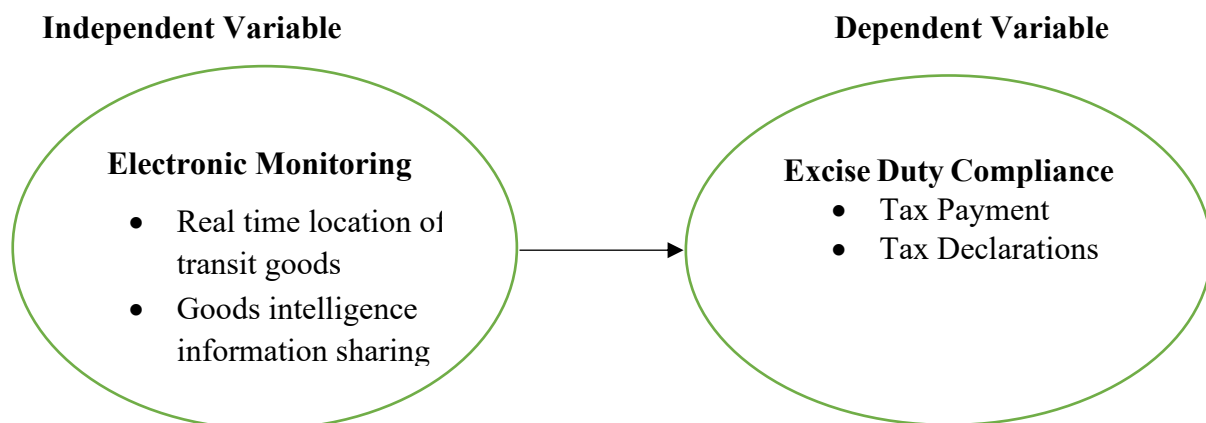 Independent Variable
Dependent Variable
Electronic Monitoring
• Real time location of
transit goods
• Goods intelligence
information sharing
Excise Duty Compliance
• Tax Payment
• Tax Declarations